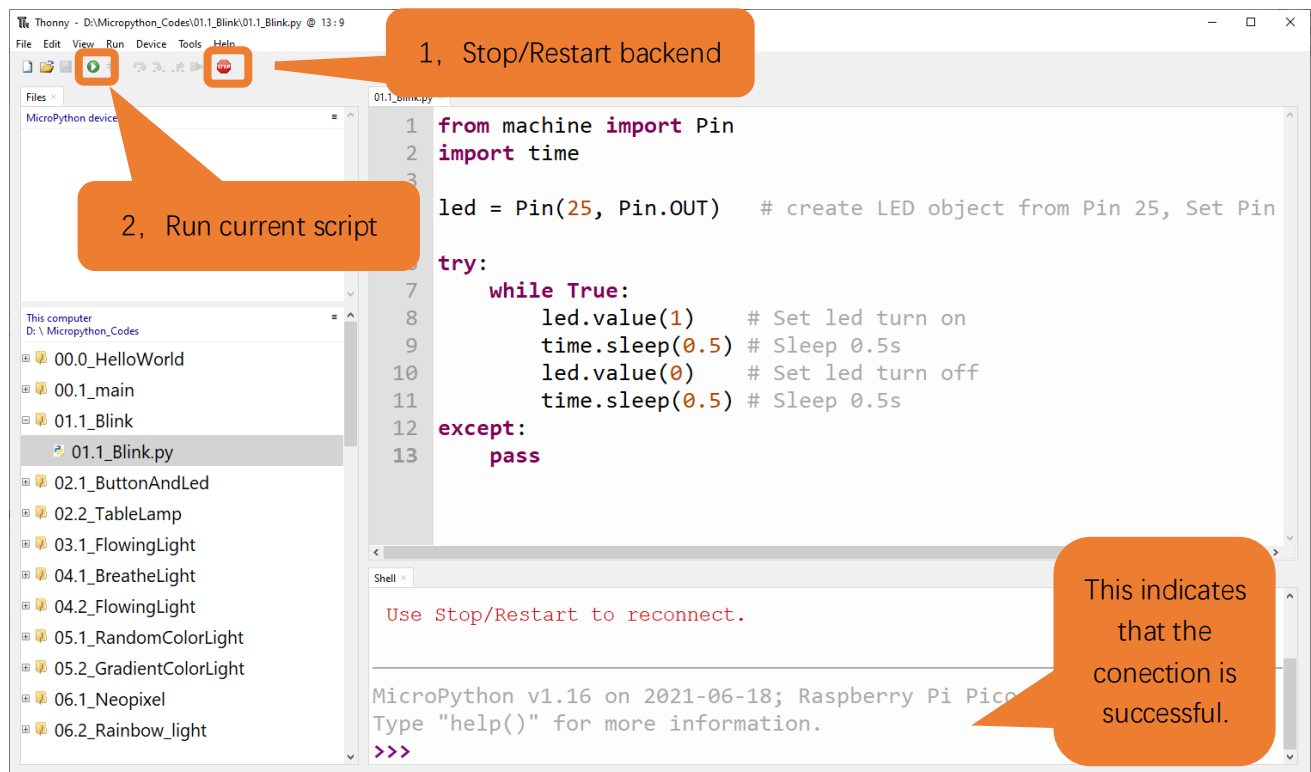 Thonny - D:\Micropython_Codes\01.1_Blink\01.1_Blink.py @ 13:9
File Edit View Run Device Tools Help
1, Stop/Restart backend
STOP
Files ×
MicroPython device
2, Run current script
This computer
D: \ Micropython_Codes
00.0_HelloWorld
00.1_main
01.1_Blink
01.1_Blink.py
02.1_ButtonAndLed
02.2_TableLamp
03.1_FlowingLight
04.1_BreatheLight
04.2_FlowingLight
05.1_RandomColorLight
05.2_GradientColorLight
06.1_Neopixel
06.2_Rainbow_light
01.1_Blink.py
1 from machine import Pin
2 import time
3
led = Pin(25, Pin.OUT) # create LED object from Pin 25, Set Pin
try:
7 while True:
8 led.value(1) # Set led turn on
9 time.sleep(0.5) # Sleep 0.5s
10 led.value(0) # Set led turn off
11 time.sleep(0.5) # Sleep 0.5s
12 except:
13 pass
Shell ×
Use Stop/Restart to reconnect.
MicroPython v1.16 on 2021-06-18; Raspberry Pi Pico
Type "help()" for more information.
>>>
This indicates
that the
conection is
successful.